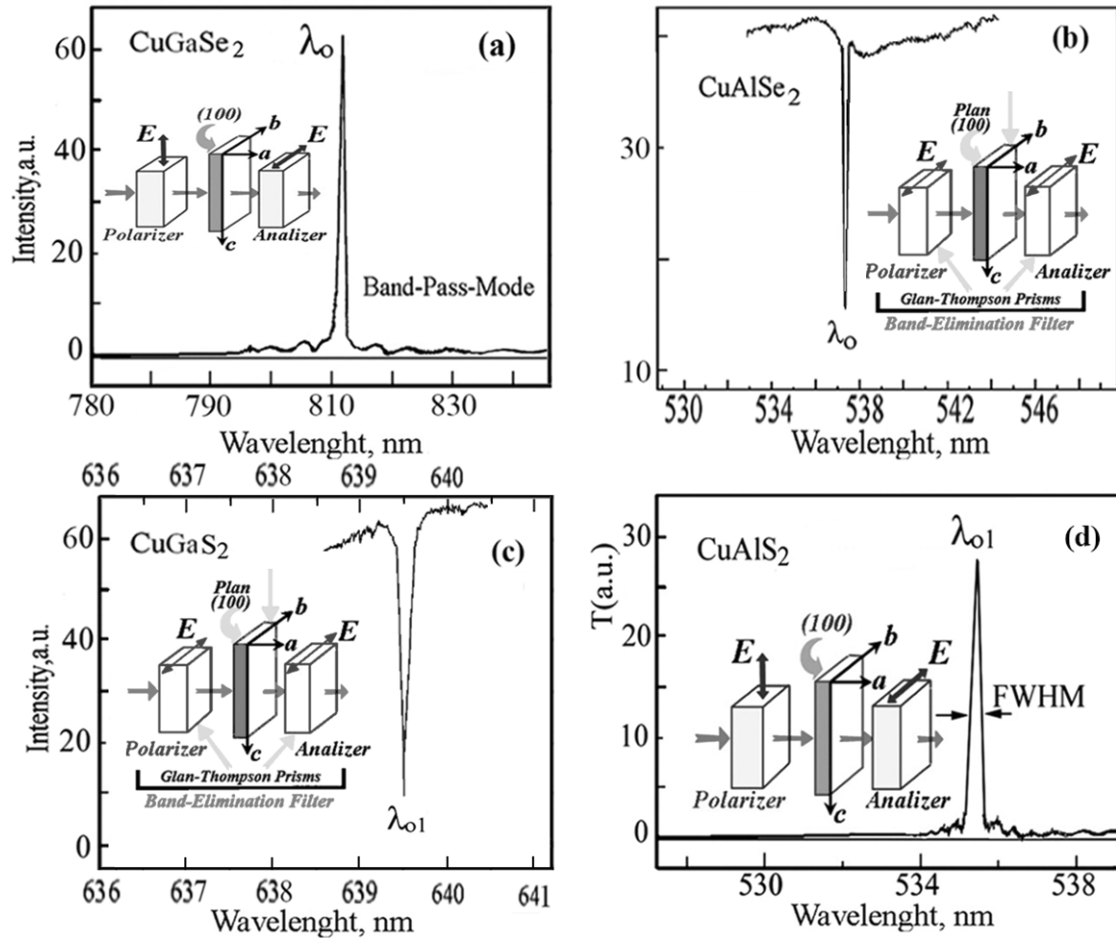 CuGaSe2
λo
(a)
60
40
20
0
Intensity,a.u.
(100)
b
a
c
E
E
Polarizer
Analizer
Band-Pass-Mode
780
790
810
830
Wavelenght, nm
(b)
CuAlSe2
30
10
Plan
(100)
b
a
c
E
E
Polarizer
Analizer
Glan-Thompson Prisms
Band-Elimination Filter
λo
530
534
538
542
546
Wavelenght, nm
636
637
638
639
640
CuGaS2
(c)
60
40
20
0
Intensity,a.u.
Plan
(100)
b
a
c
E
E
Polarizer
Analizer
Glan-Thompson Prisms
Band-Elimination Filter
λo1
636
637
638
639
640
641
Wavelenght, nm
CuAlS2
λo1
(d)
30
20
10
0
T(a.u.)
(100)
b
a
c
E
E
FWHM
Polarizer
Analizer
530
534
538
Wavelenght, nm